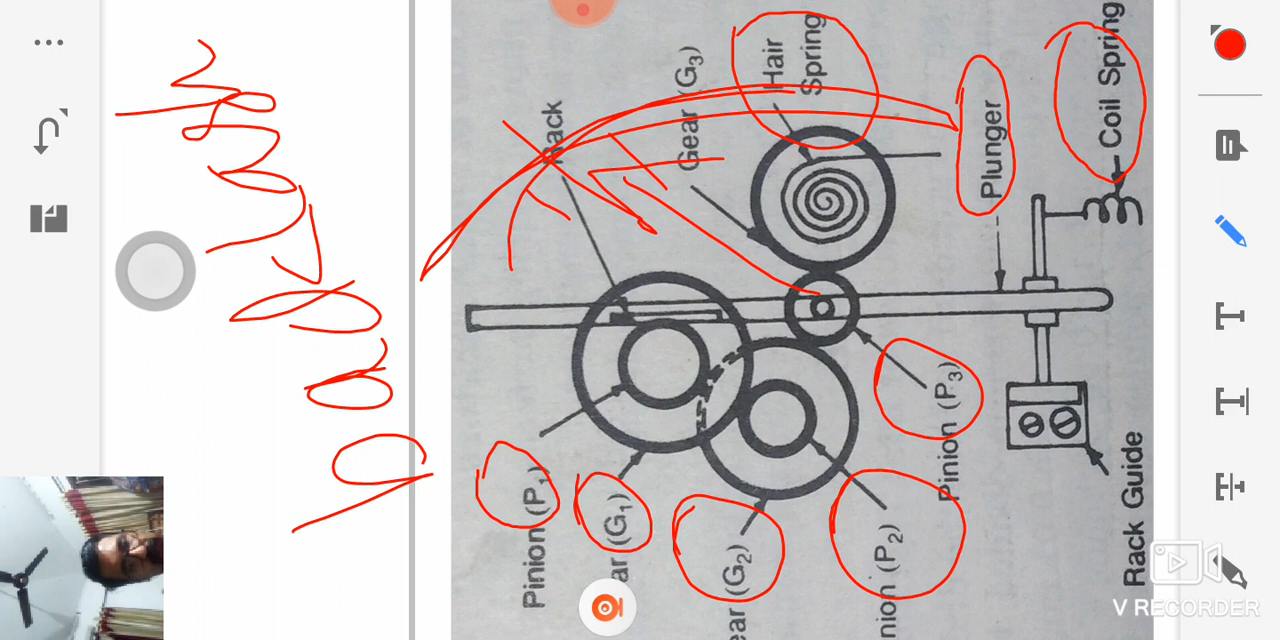 Pinion (P₁)
Rack
ar (G₁)
Gear (G₃)
ear (G₂)
Hair
Spring
nion (P₂)
Pinion (P₃)
Plunger
Coil Spring
Rack Guide
V RECORDER